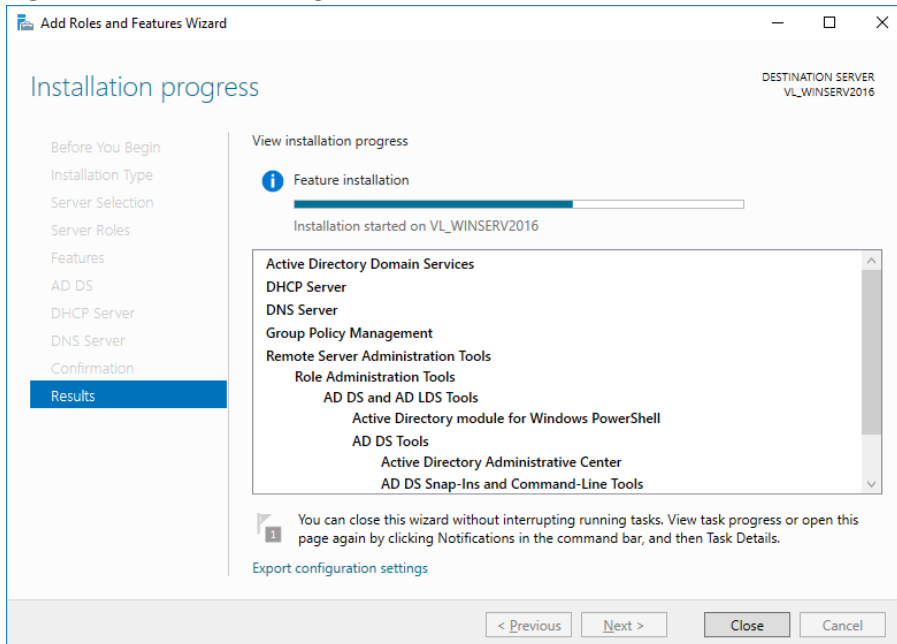 Add Roles and Features Wizard
Installation progress
DESTINATION SERVER
VL_WINSERV2016
Before You Begin
Installation Type
Server Selection
Server Roles
Features
AD DS
DHCP Server
DNS Server
Confirmation
Results
View installation progress
Feature installation
Installation started on VL_WINSERV2016
Active Directory Domain Services
DHCP Server
DNS Server
Group Policy Management
Remote Server Administration Tools
Role Administration Tools
AD DS and AD LDS Tools
Active Directory module for Windows PowerShell
AD DS Tools
Active Directory Administrative Center
AD DS Snap-Ins and Command-Line Tools
1
You can close this wizard without interrupting running tasks. View task progress or open this
page again by clicking Notifications in the command bar, and then Task Details.
Export configuration settings
< Previous
Next >
Close
Cancel